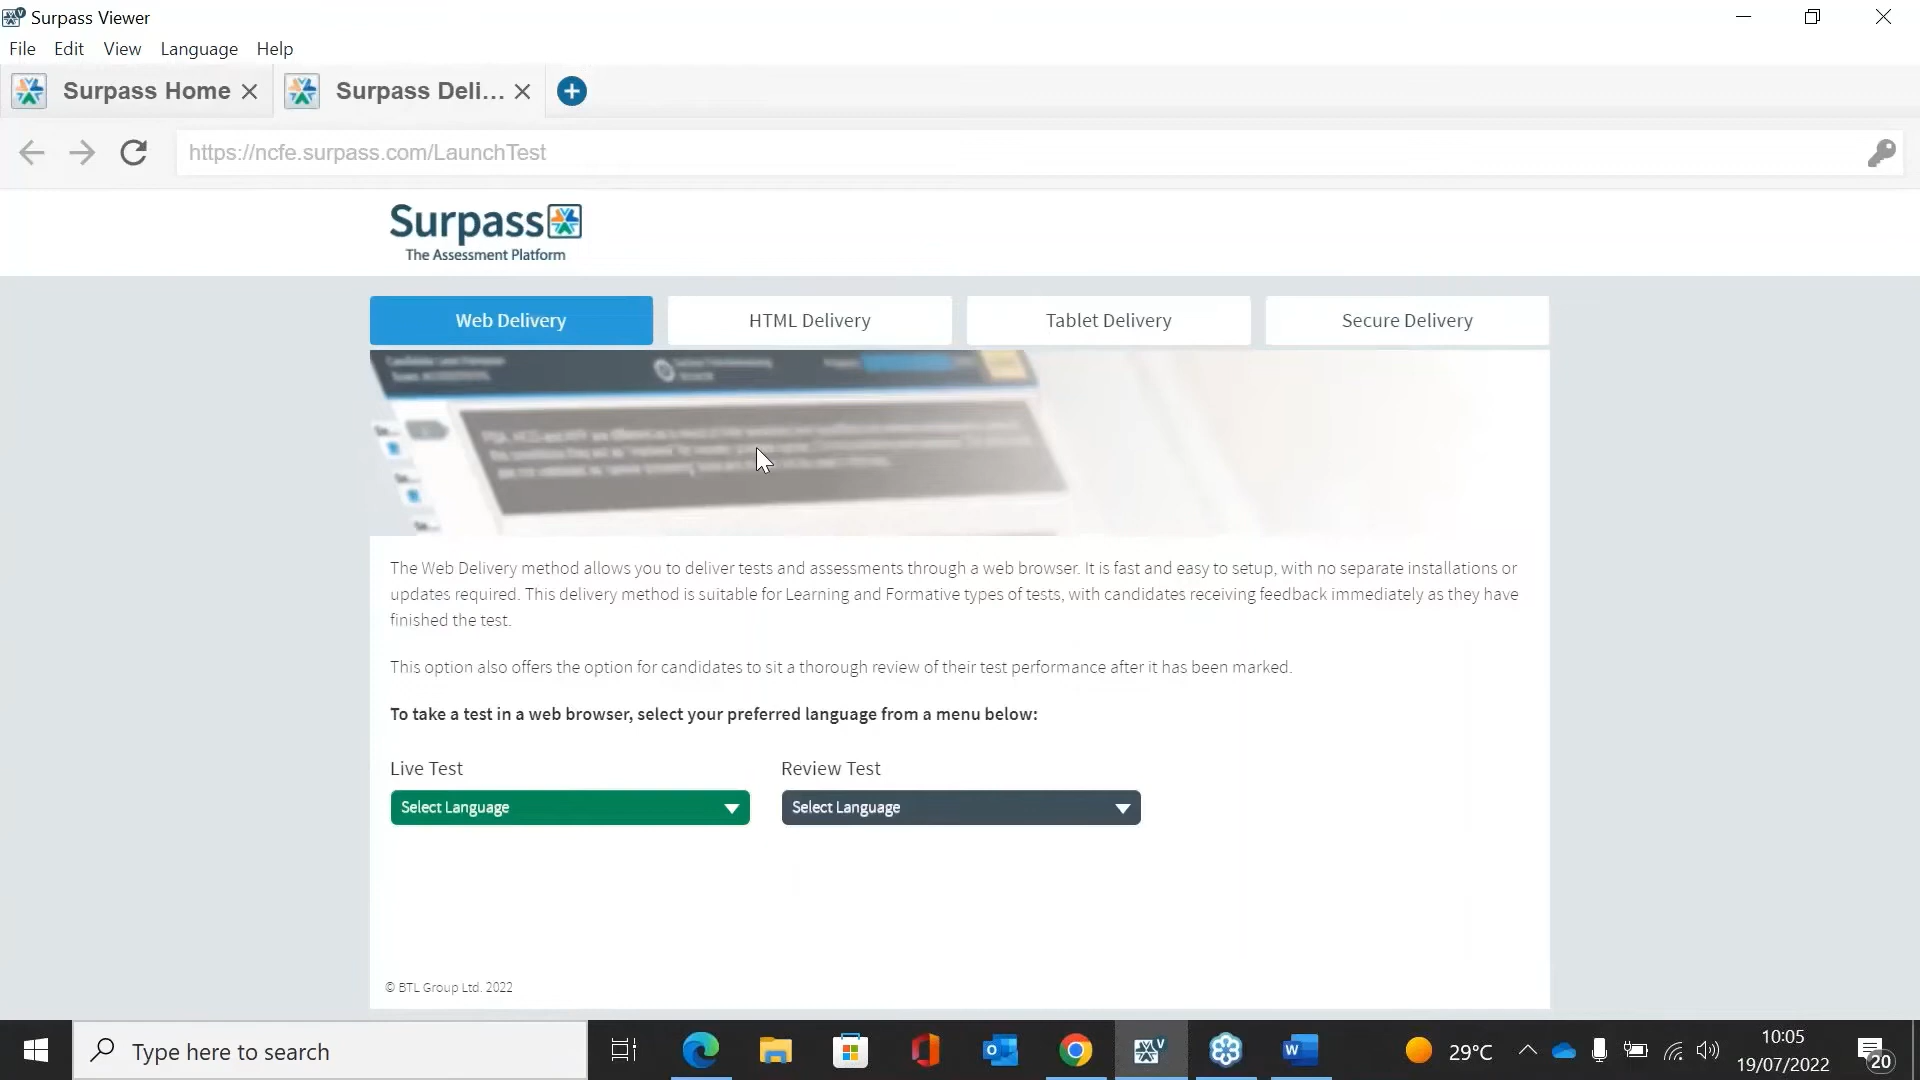 Surpass Viewer
File Edit View Language Help
Surpass Home Surpass Deli...
https://ncfe.surpass.com/LaunchTest
Surpass
The Assessment Platform
Web Delivery HTML Delivery Tablet Delivery Secure Delivery
The Web Delivery method allows you to deliver tests and assessments through a web browser. It is fast and easy to setup, with no separate installations or
updates required. This delivery method is suitable for Learning and Formative types of tests, with candidates receiving feedback immediately as they have
finished the test.
This option also offers the option for candidates to sit a thorough review of their test performance after it has been marked.
To take a test in a web browser, select your preferred language from a menu below:
Live Test Review Test
Select Language Select Language
© BTL Group Ltd. 2022
Type here to search
29°C
10:05
19/07/2022
20